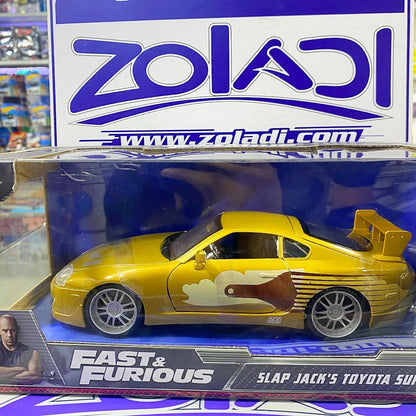 ZOLADI
www.zoladi.com
FAST & FURIOUS
SLAP JACK'S TOYOTA SU